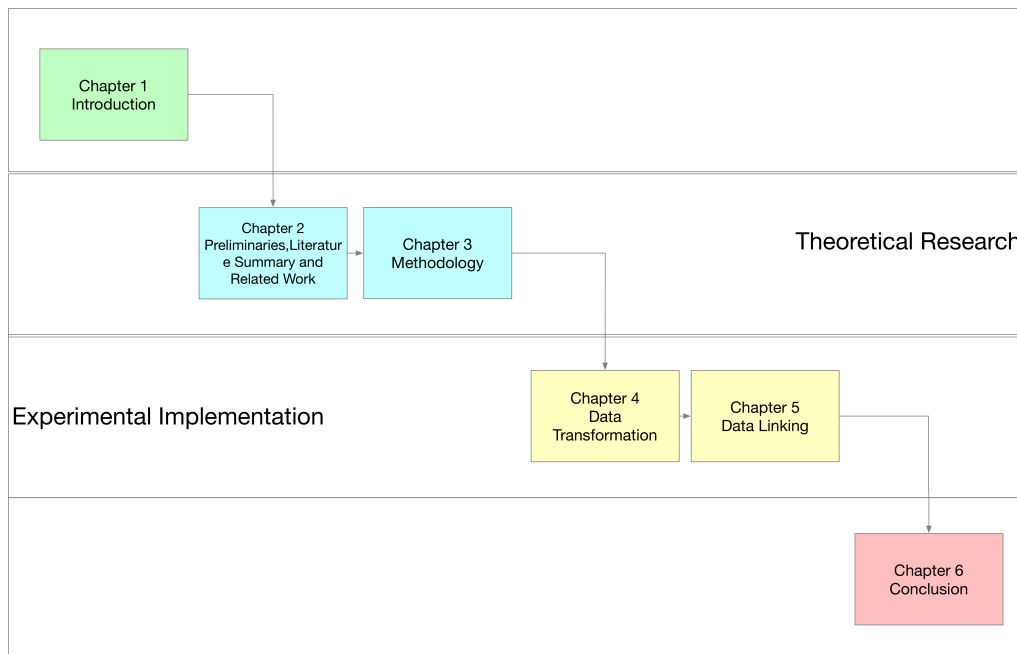 Chapter 1
Introduction
Chapter 2
Preliminaries,Literatur
e Summary and
Related Work
Chapter 3
Methodology
Theoretical Research
Experimental Implementation
Chapter 4
Data
Transformation
Chapter 5
Data Linking
Chapter 6
Conclusion